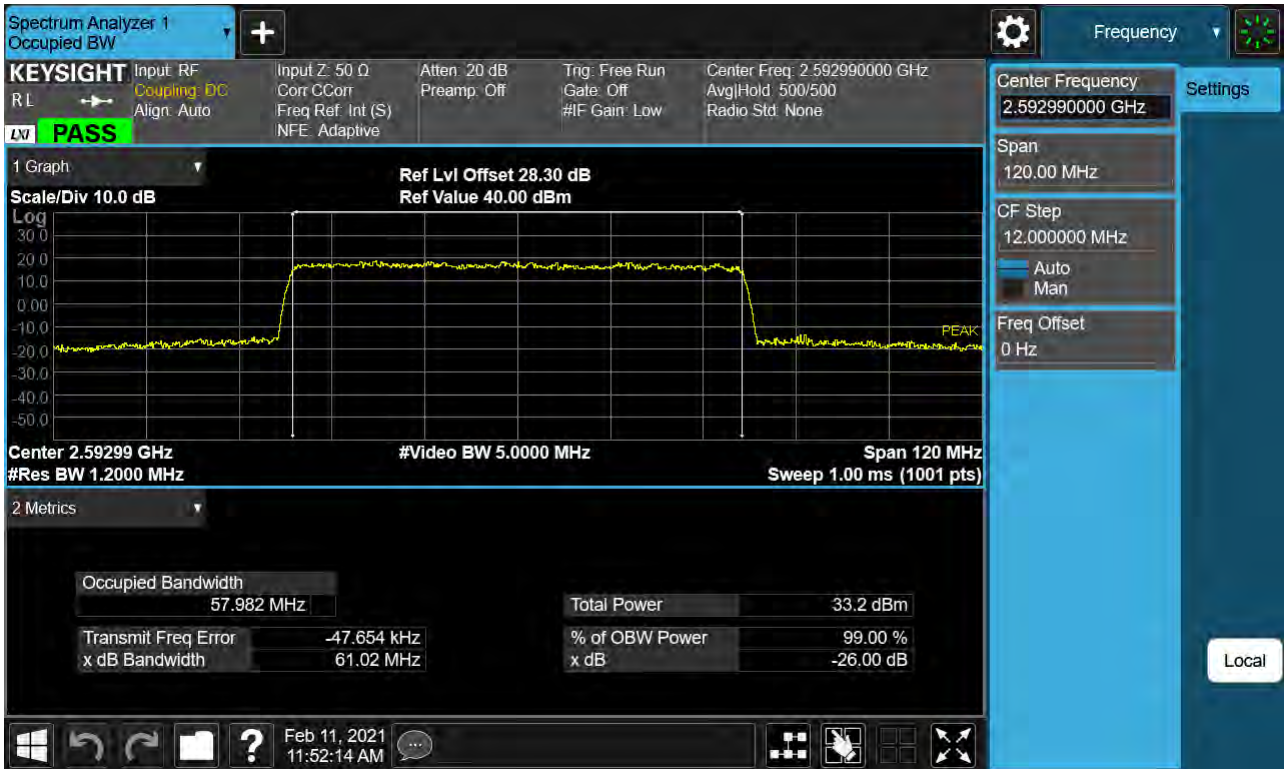 Spectrum Analyzer 1
Occupied BW
Frequency
KEYSIGHT
R L
LXI
PASS
Input: RF
Coupling: DC
Align: Auto
Input Z: 50 Ω
Corr CCorr
Freq Ref: Int (S)
NFE: Adaptive
Atten: 20 dB
Preamp: Off
Trig: Free Run
Gate: Off
#IF Gain: Low
Center Freq: 2.592990000 GHz
Avg|Hold: 500/500
Radio Std: None
Center Frequency
2.592990000 GHz
Settings
Span
120.00 MHz
CF Step
12.000000 MHz
Auto
Man
Freq Offset
0 Hz
Local
1 Graph
Scale/Div 10.0 dB
Ref Lvl Offset 28.30 dB
Ref Value 40.00 dBm
Log
30.0
20.0
10.0
0.00
-10.0
-20.0
-30.0
-40.0
-50.0
PEAK
Center 2.59299 GHz
#Video BW 5.0000 MHz
Span 120 MHz
#Res BW 1.2000 MHz
Sweep 1.00 ms (1001 pts)
2 Metrics
Occupied Bandwidth
57.982 MHz
Transmit Freq Error -47.654 kHz
x dB Bandwidth 61.02 MHz
Total Power 33.2 dBm
% of OBW Power 99.00 %
x dB -26.00 dB
?
Feb 11, 2021
11:52:14 AM